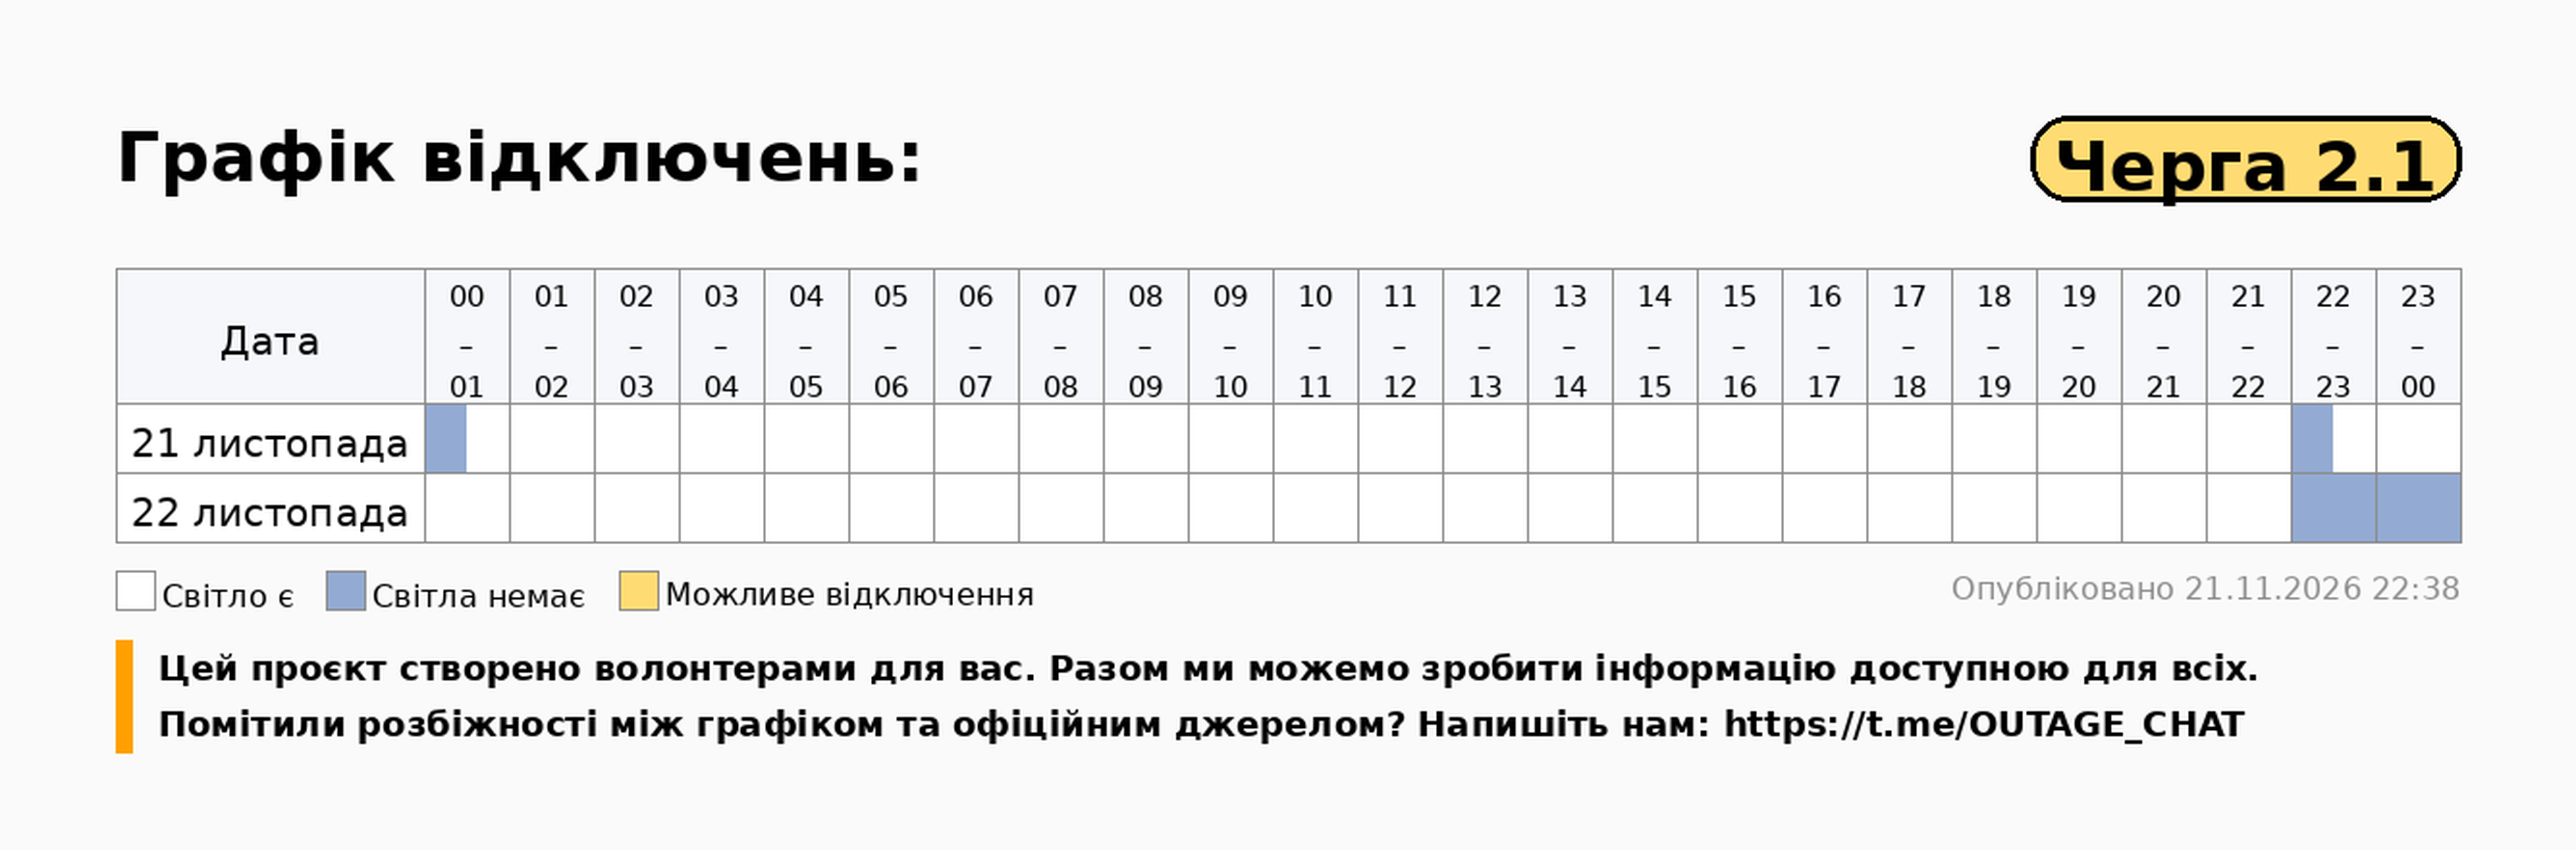 Графік відключень:
Черга 2.1
Дата 00 – 01 01 – 02 02 – 03 03 – 04 04 – 05 05 – 06 06 – 07 07 – 08 08 – 09 09 – 10 10 – 11 11 – 12 12 – 13 13 – 14 14 – 15 15 – 16 16 – 17 17 – 18 18 – 19 19 – 20 20 – 21 21 – 22 22 – 23 23 – 00
21 листопада
22 листопада
Світло є Світла немає Можливе відключення
Опубліковано 21.11.2026 22:38
Цей проєкт створено волонтерами для вас. Разом ми можемо зробити інформацію доступною для всіх.
Помітили розбіжності між графіком та офіційним джерелом? Напишіть нам: https://t.me/OUTAGE_CHAT